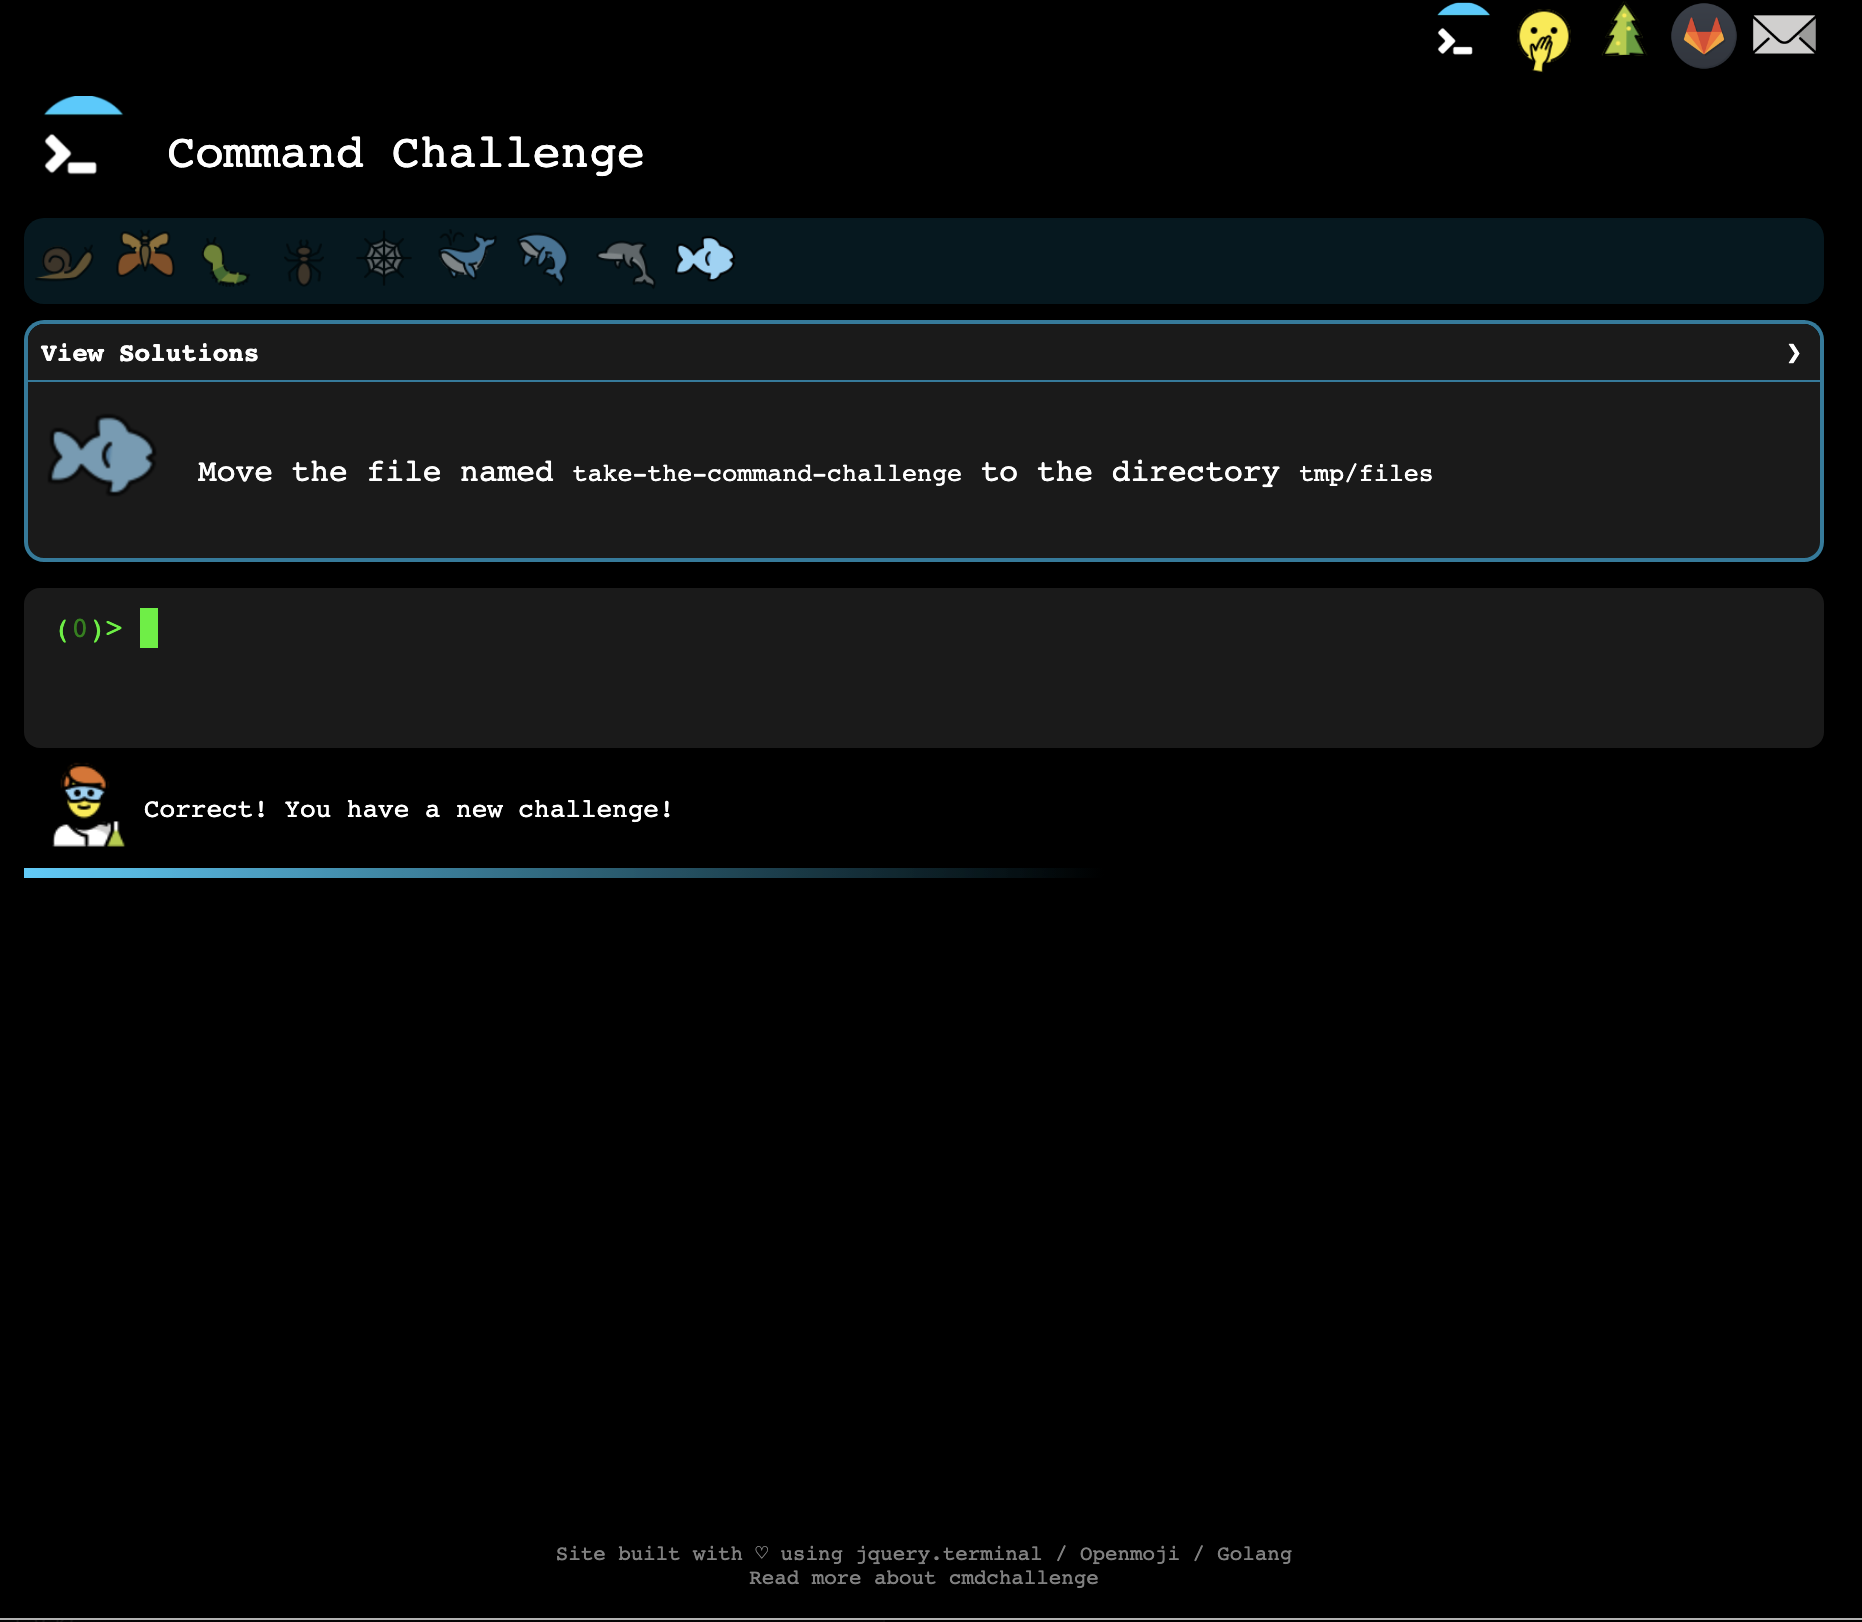 Command Challenge
View Solutions ❯
Move the file named take-the-command-challenge to the directory tmp/files
(0)>
Correct! You have a new challenge!
Site built with ♡ using jquery.terminal / Openmoji / Golang
Read more about cmdchallenge